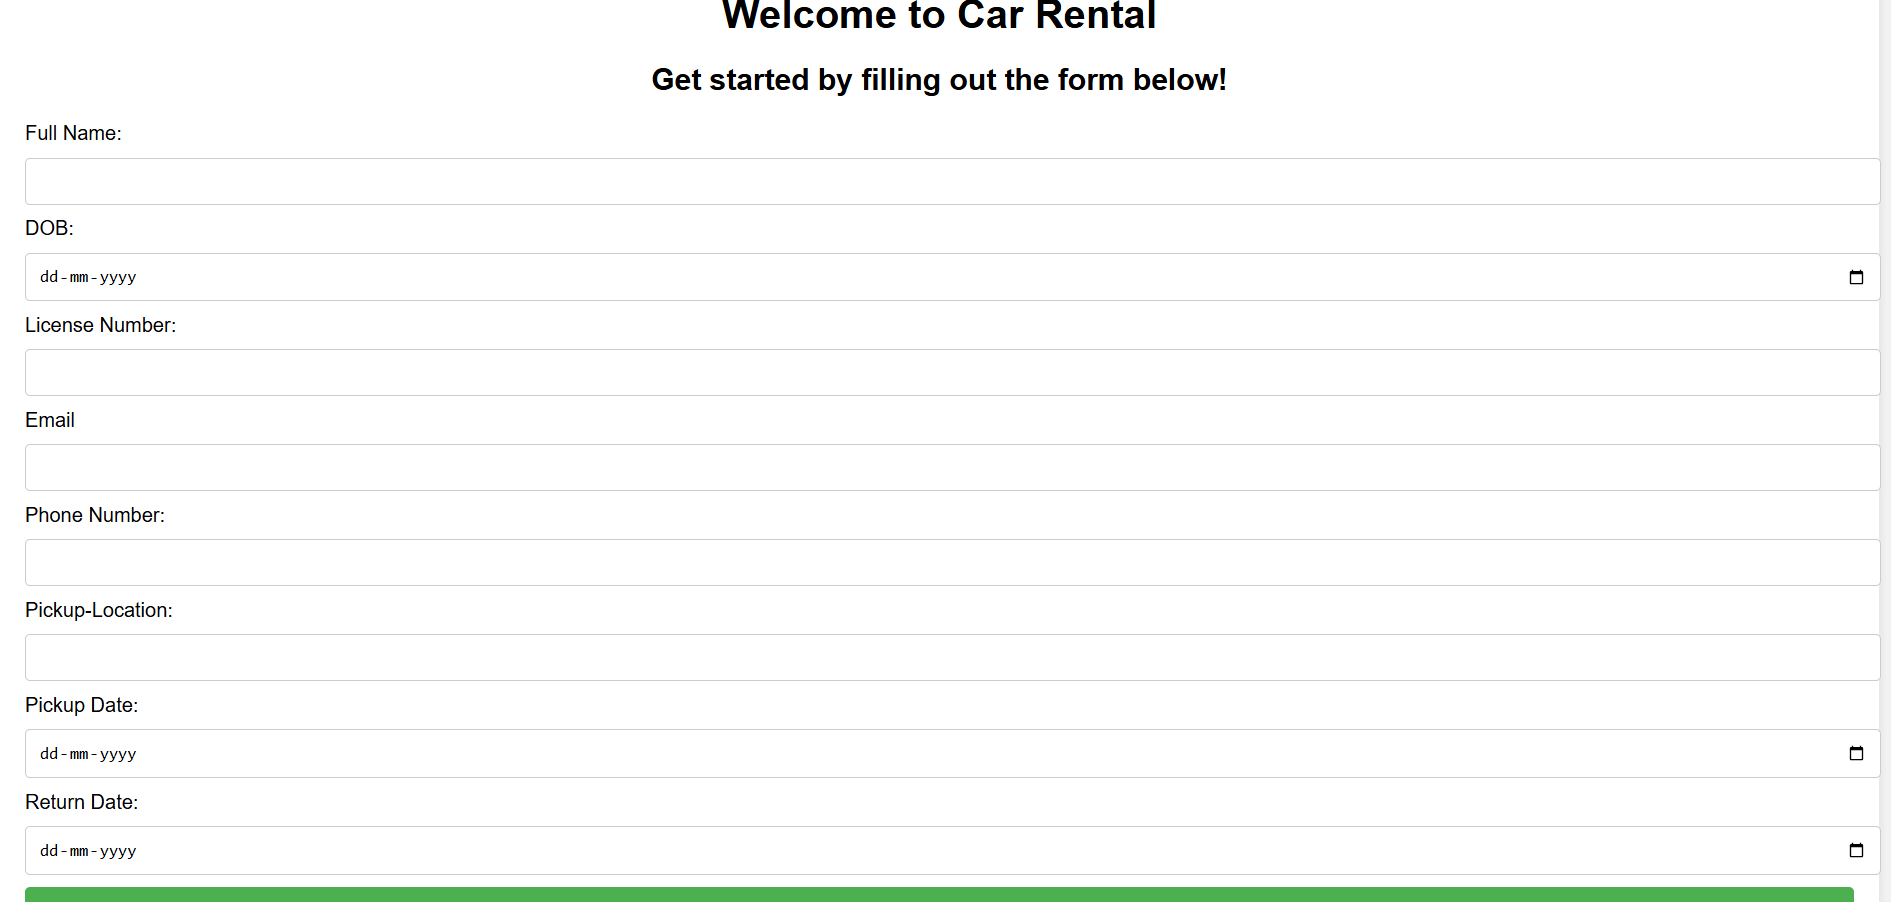 Welcome to Car Rental
Get started by filling out the form below!
Full Name:
DOB:
dd-mm-yyyy
License Number:
Email
Phone Number:
Pickup-Location:
Pickup Date:
dd-mm-yyyy
Return Date:
dd-mm-yyyy